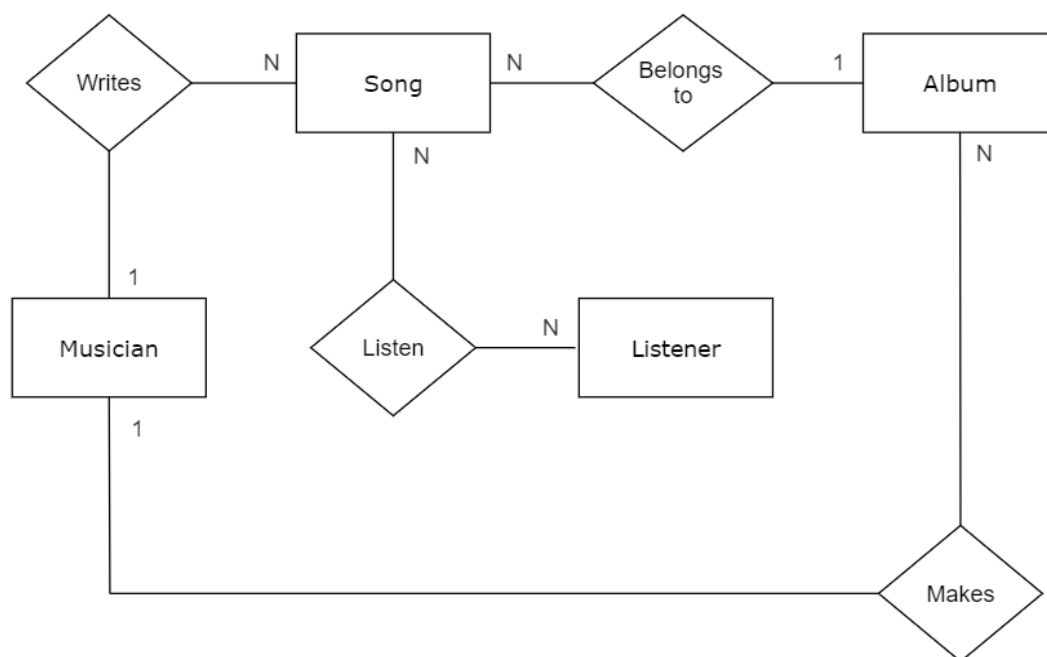 Writes
N
Song
N
Belongs
to
1
Album
N
N
1
Musician
1
Listen
N
Listener
Makes